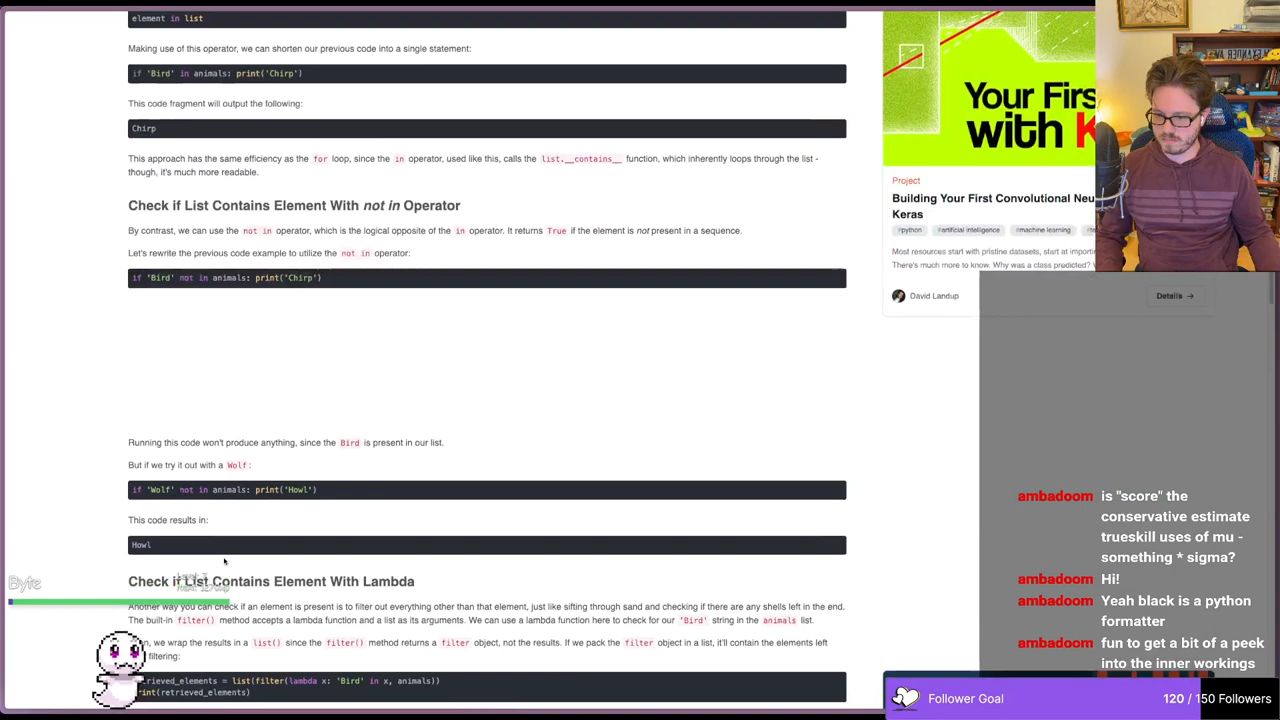 element in list
Making use of this operator, we can shorten our previous code into a single statement:
if 'Bird' in animals: print('Chirp')
This code fragment will output the following:
Chirp
This approach has the same efficiency as the for loop, since the in operator, used like this, calls the list.__contains__ function, which inherently loops through the list -
though, it's much more readable.
Check if List Contains Element With not in Operator
By contrast, we can use the not in operator, which is the logical opposite of the in operator. It returns True if the element is not present in a sequence.
Let's rewrite the previous code example to utilize the not in operator:
if 'Bird' not in animals: print('Chirp')
Running this code won't produce anything, since the Bird is present in our list.
But if we try it out with a Wolf:
if 'Wolf' not in animals: print('Howl')
This code results in:
Howl
Check if List Contains Element With Lambda
Another way you can check if an element is present is to filter out everything other than that element, just like sifting through sand and checking if there are any shells left in the end.
The built-in filter() method accepts a lambda function and a list as its arguments. We can use a lambda function here to check for our 'Bird' string in the animals list.
we wrap the results in a list() since the filter() method returns a filter object, not the results. If we pack the filter object in a list, it'll contain the elements left
filtering:
list(filter(lambda x: 'Bird' in x, animals))
(retrieved_elements)
Byte
Your Firs
with K
Project
Building Your First Convolutional Neu
Keras
#python #artificial intelligence #machine learning
Most resources start with pristine datasets, start at
There's much more to know. Why was a class predicted?
David Landup
Details →
ambadoom is "score" the
conservative estimate
trueskill uses of mu -
something * sigma?
ambadoom Hi!
ambadoom Yeah black is a python
formatter
ambadoom fun to get a bit of a peek
into the inner workings
Follower Goal 120 / 150 Followers